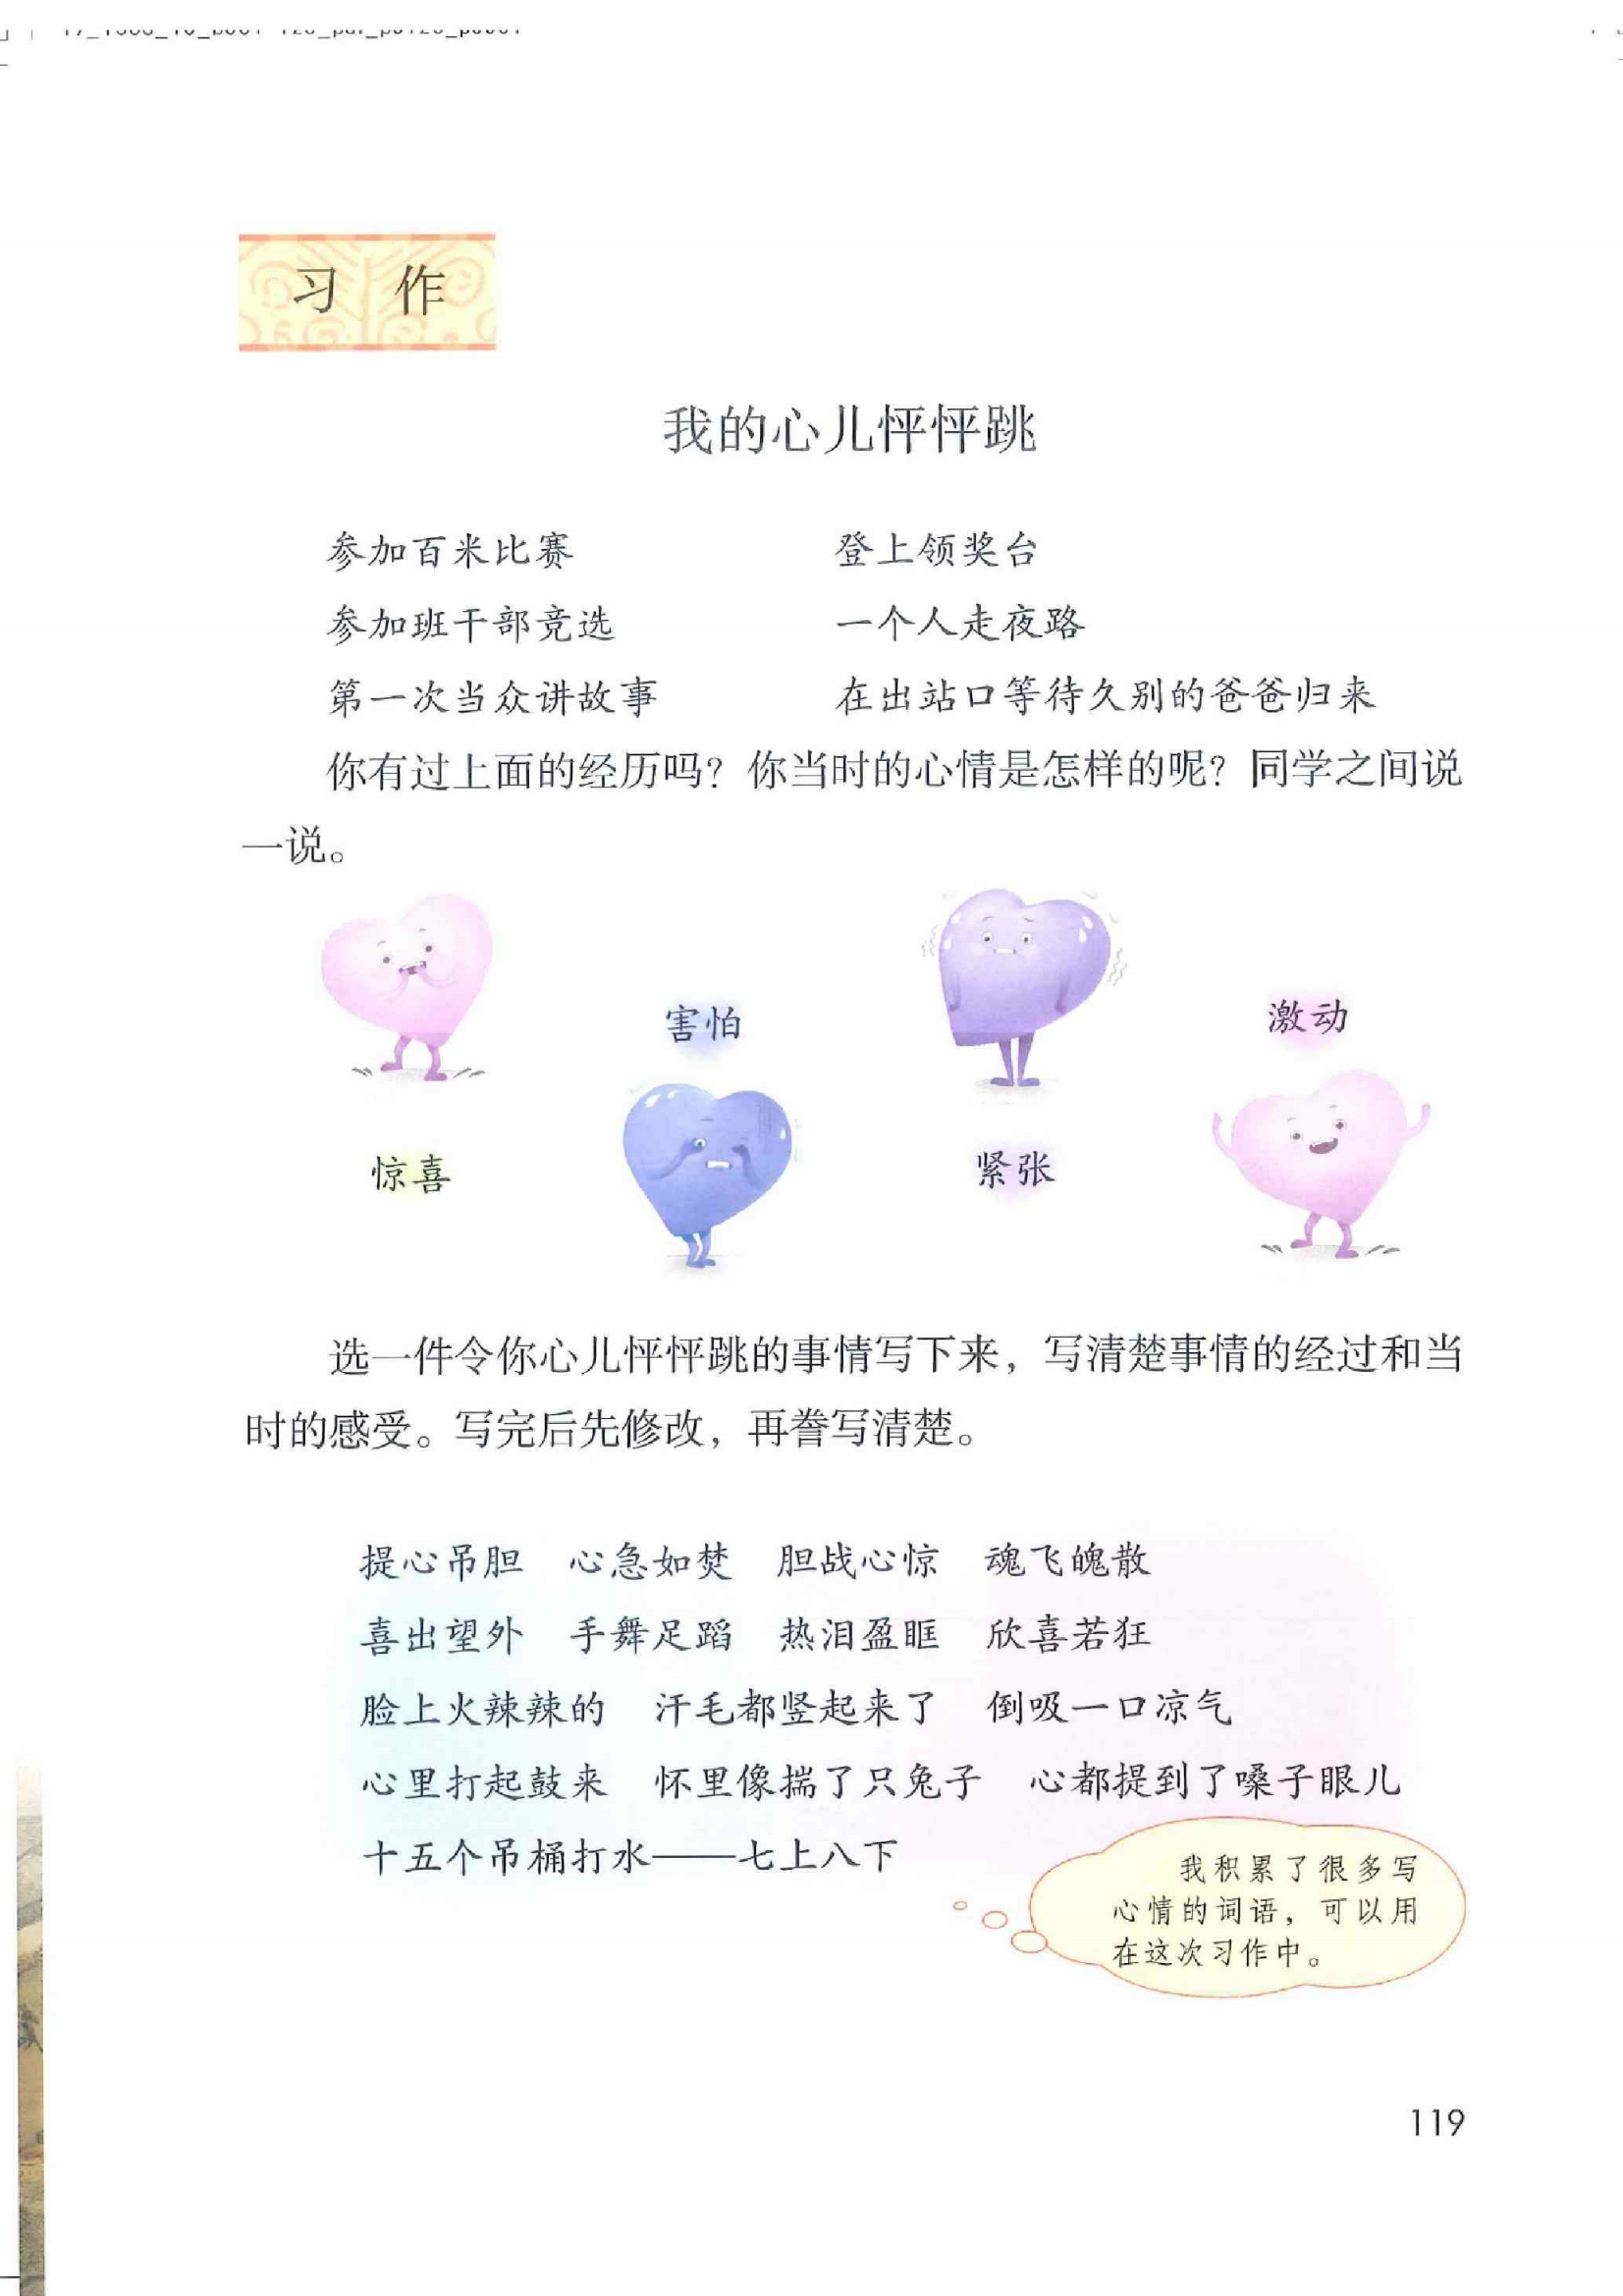 习 作
我的心儿怦怦跳
参加百米比赛 登上领奖台
参加班干部竞选 一个人走夜路
第一次当众讲故事 在出站口等待久别的爸爸归来
你有过上面的经历吗？你当时的心情是怎样的呢？同学之间说
一说。
害怕 激动
惊喜 紧张
选一件令你心儿怦怦跳的事情写下来，写清楚事情的经过和当
时的感受。写完后先修改，再誊写清楚。
提心吊胆 心急如焚 胆战心惊 魂飞魄散
喜出望外 手舞足蹈 热泪盈眶 欣喜若狂
脸上火辣辣的 汗毛都竖起来了 倒吸一口凉气
心里打起鼓来 怀里像揣了只兔子 心都提到了嗓子眼儿
十五个吊桶打水——七上八下
我积累了很多写
心情的词语，可以用
在这次习作中。
119